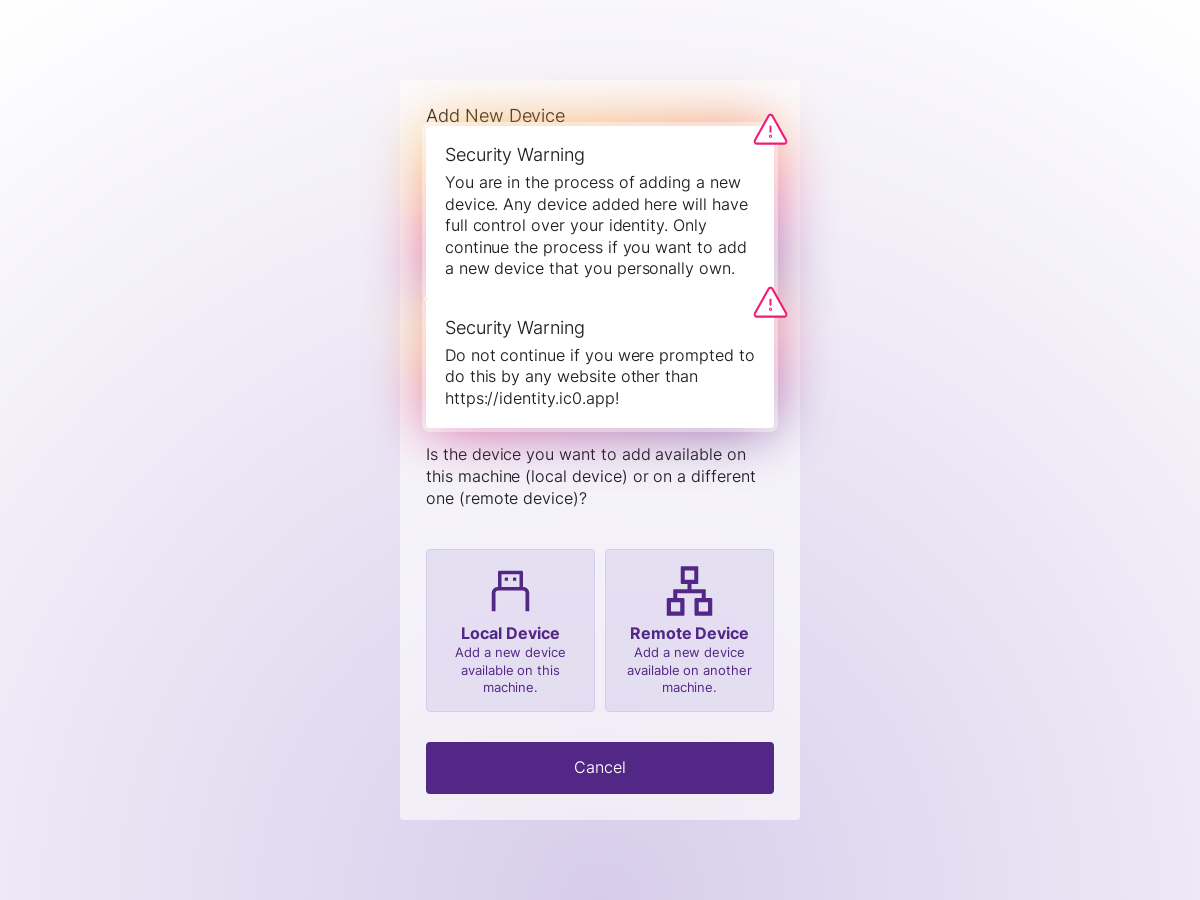 Add New Device
Security Warning
You are in the process of adding a new
device. Any device added here will have
full control over your identity. Only
continue the process if you want to add
a new device that you personally own.
Security Warning
Do not continue if you were prompted to
do this by any website other than
https://identity.ic0.app!
Is the device you want to add available on
this machine (local device) or on a different
one (remote device)?
Local Device
Add a new device
available on this
machine.
Remote Device
Add a new device
available on another
machine.
Cancel